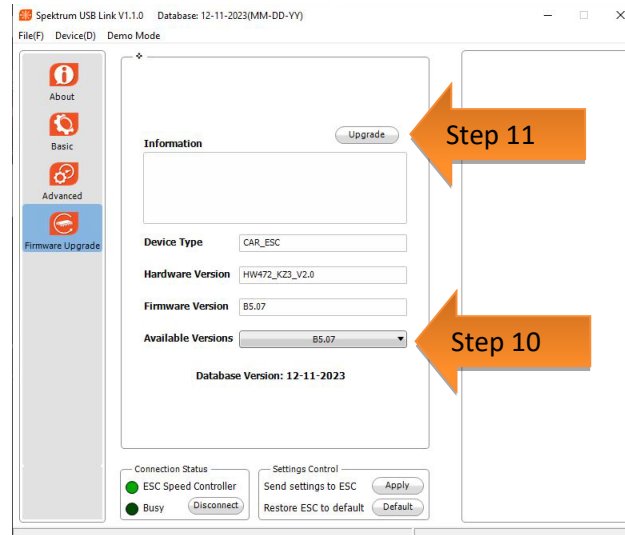 Spektrum USB Link V1.1.0 Database: 12-11-2023(MM-DD-YY)
File(F) Device(D) Demo Mode
About
Basic
Advanced
Firmware Upgrade
Upgrade
Step 11
Information
Device Type CAR_ESC
Hardware Version HW472_KZ3_V2.0
Firmware Version B5.07
Available Versions B5.07
Step 10
Database Version: 12-11-2023
Connection Status
ESC Speed Controller
Busy Disconnect
Settings Control
Send settings to ESC Apply
Restore ESC to default Default